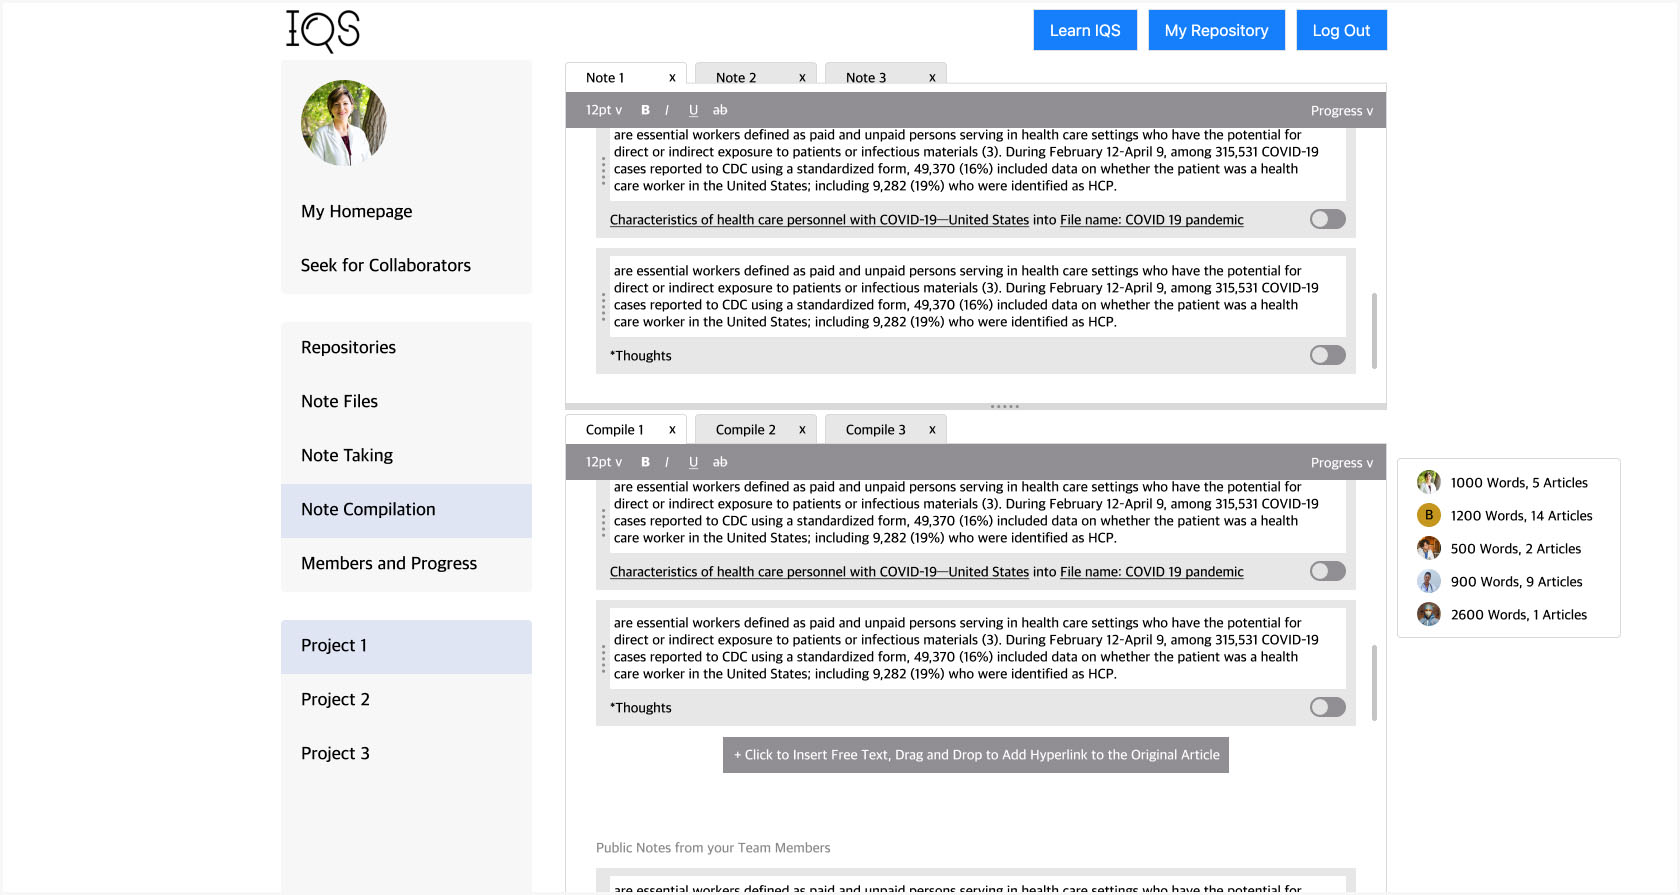 IQS
Learn IQS
My Repository
Log Out
My Homepage
Seek for Collaborators
Repositories
Note Files
Note Taking
Note Compilation
Members and Progress
Project 1
Project 2
Project 3
Note 1 x
Note 2 x
Note 3 x
12pt v B I U ab Progress v
are essential workers defined as paid and unpaid persons serving in health care settings who have the potential for
direct or indirect exposure to patients or infectious materials (3). During February 12-April 9, among 315,531 COVID-19
cases reported to CDC using a standardized form, 49,370 (16%) included data on whether the patient was a health
care worker in the United States; including 9,282 (19%) who were identified as HCP.
Characteristics of health care personnel with COVID-19—United States into File name: COVID 19 pandemic
are essential workers defined as paid and unpaid persons serving in health care settings who have the potential for
direct or indirect exposure to patients or infectious materials (3). During February 12-April 9, among 315,531 COVID-19
cases reported to CDC using a standardized form, 49,370 (16%) included data on whether the patient was a health
care worker in the United States; including 9,282 (19%) who were identified as HCP.
*Thoughts
Compile 1 x
Compile 2 x
Compile 3 x
12pt v B I U ab Progress v
are essential workers defined as paid and unpaid persons serving in health care settings who have the potential for
direct or indirect exposure to patients or infectious materials (3). During February 12-April 9, among 315,531 COVID-19
cases reported to CDC using a standardized form, 49,370 (16%) included data on whether the patient was a health
care worker in the United States; including 9,282 (19%) who were identified as HCP.
Characteristics of health care personnel with COVID-19—United States into File name: COVID 19 pandemic
are essential workers defined as paid and unpaid persons serving in health care settings who have the potential for
direct or indirect exposure to patients or infectious materials (3). During February 12-April 9, among 315,531 COVID-19
cases reported to CDC using a standardized form, 49,370 (16%) included data on whether the patient was a health
care worker in the United States; including 9,282 (19%) who were identified as HCP.
*Thoughts
+ Click to Insert Free Text, Drag and Drop to Add Hyperlink to the Original Article
Public Notes from your Team Members
are essential workers defined as paid and unpaid persons serving in health care settings who have the potential for
1000 Words, 5 Articles
B 1200 Words, 14 Articles
500 Words, 2 Articles
900 Words, 9 Articles
2600 Words, 1 Articles